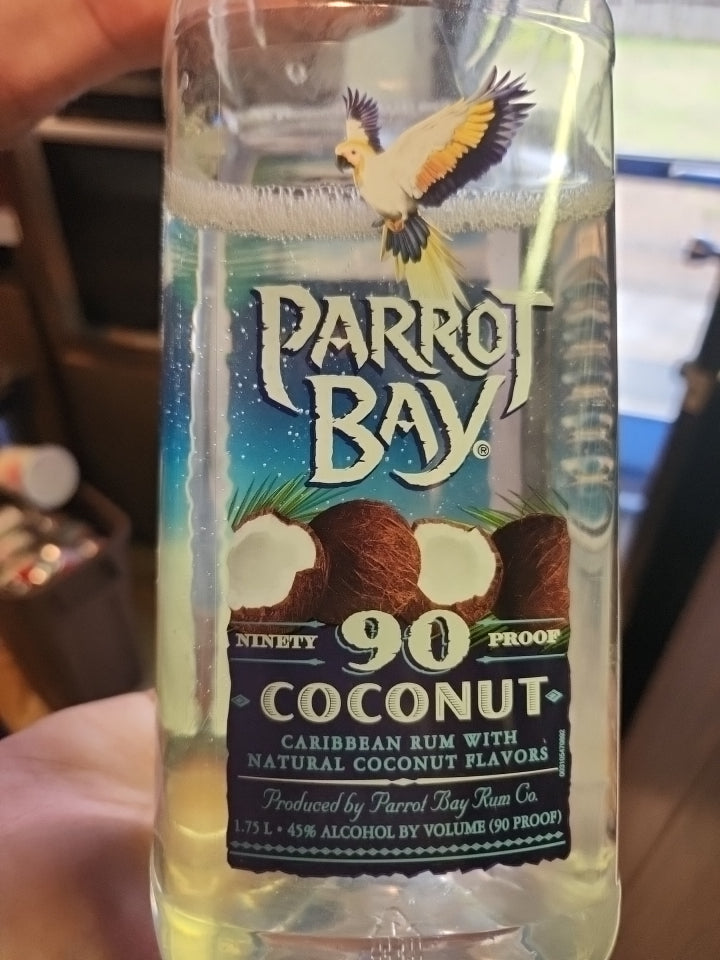 PARROT
BAY®
NINETY 90 PROOF
COCONUT
CARIBBEAN RUM WITH
NATURAL COCONUT FLAVORS
Produced by Parrot Bay Rum Co.
1.75 L • 45% ALCOHOL BY VOLUME (90 PROOF)